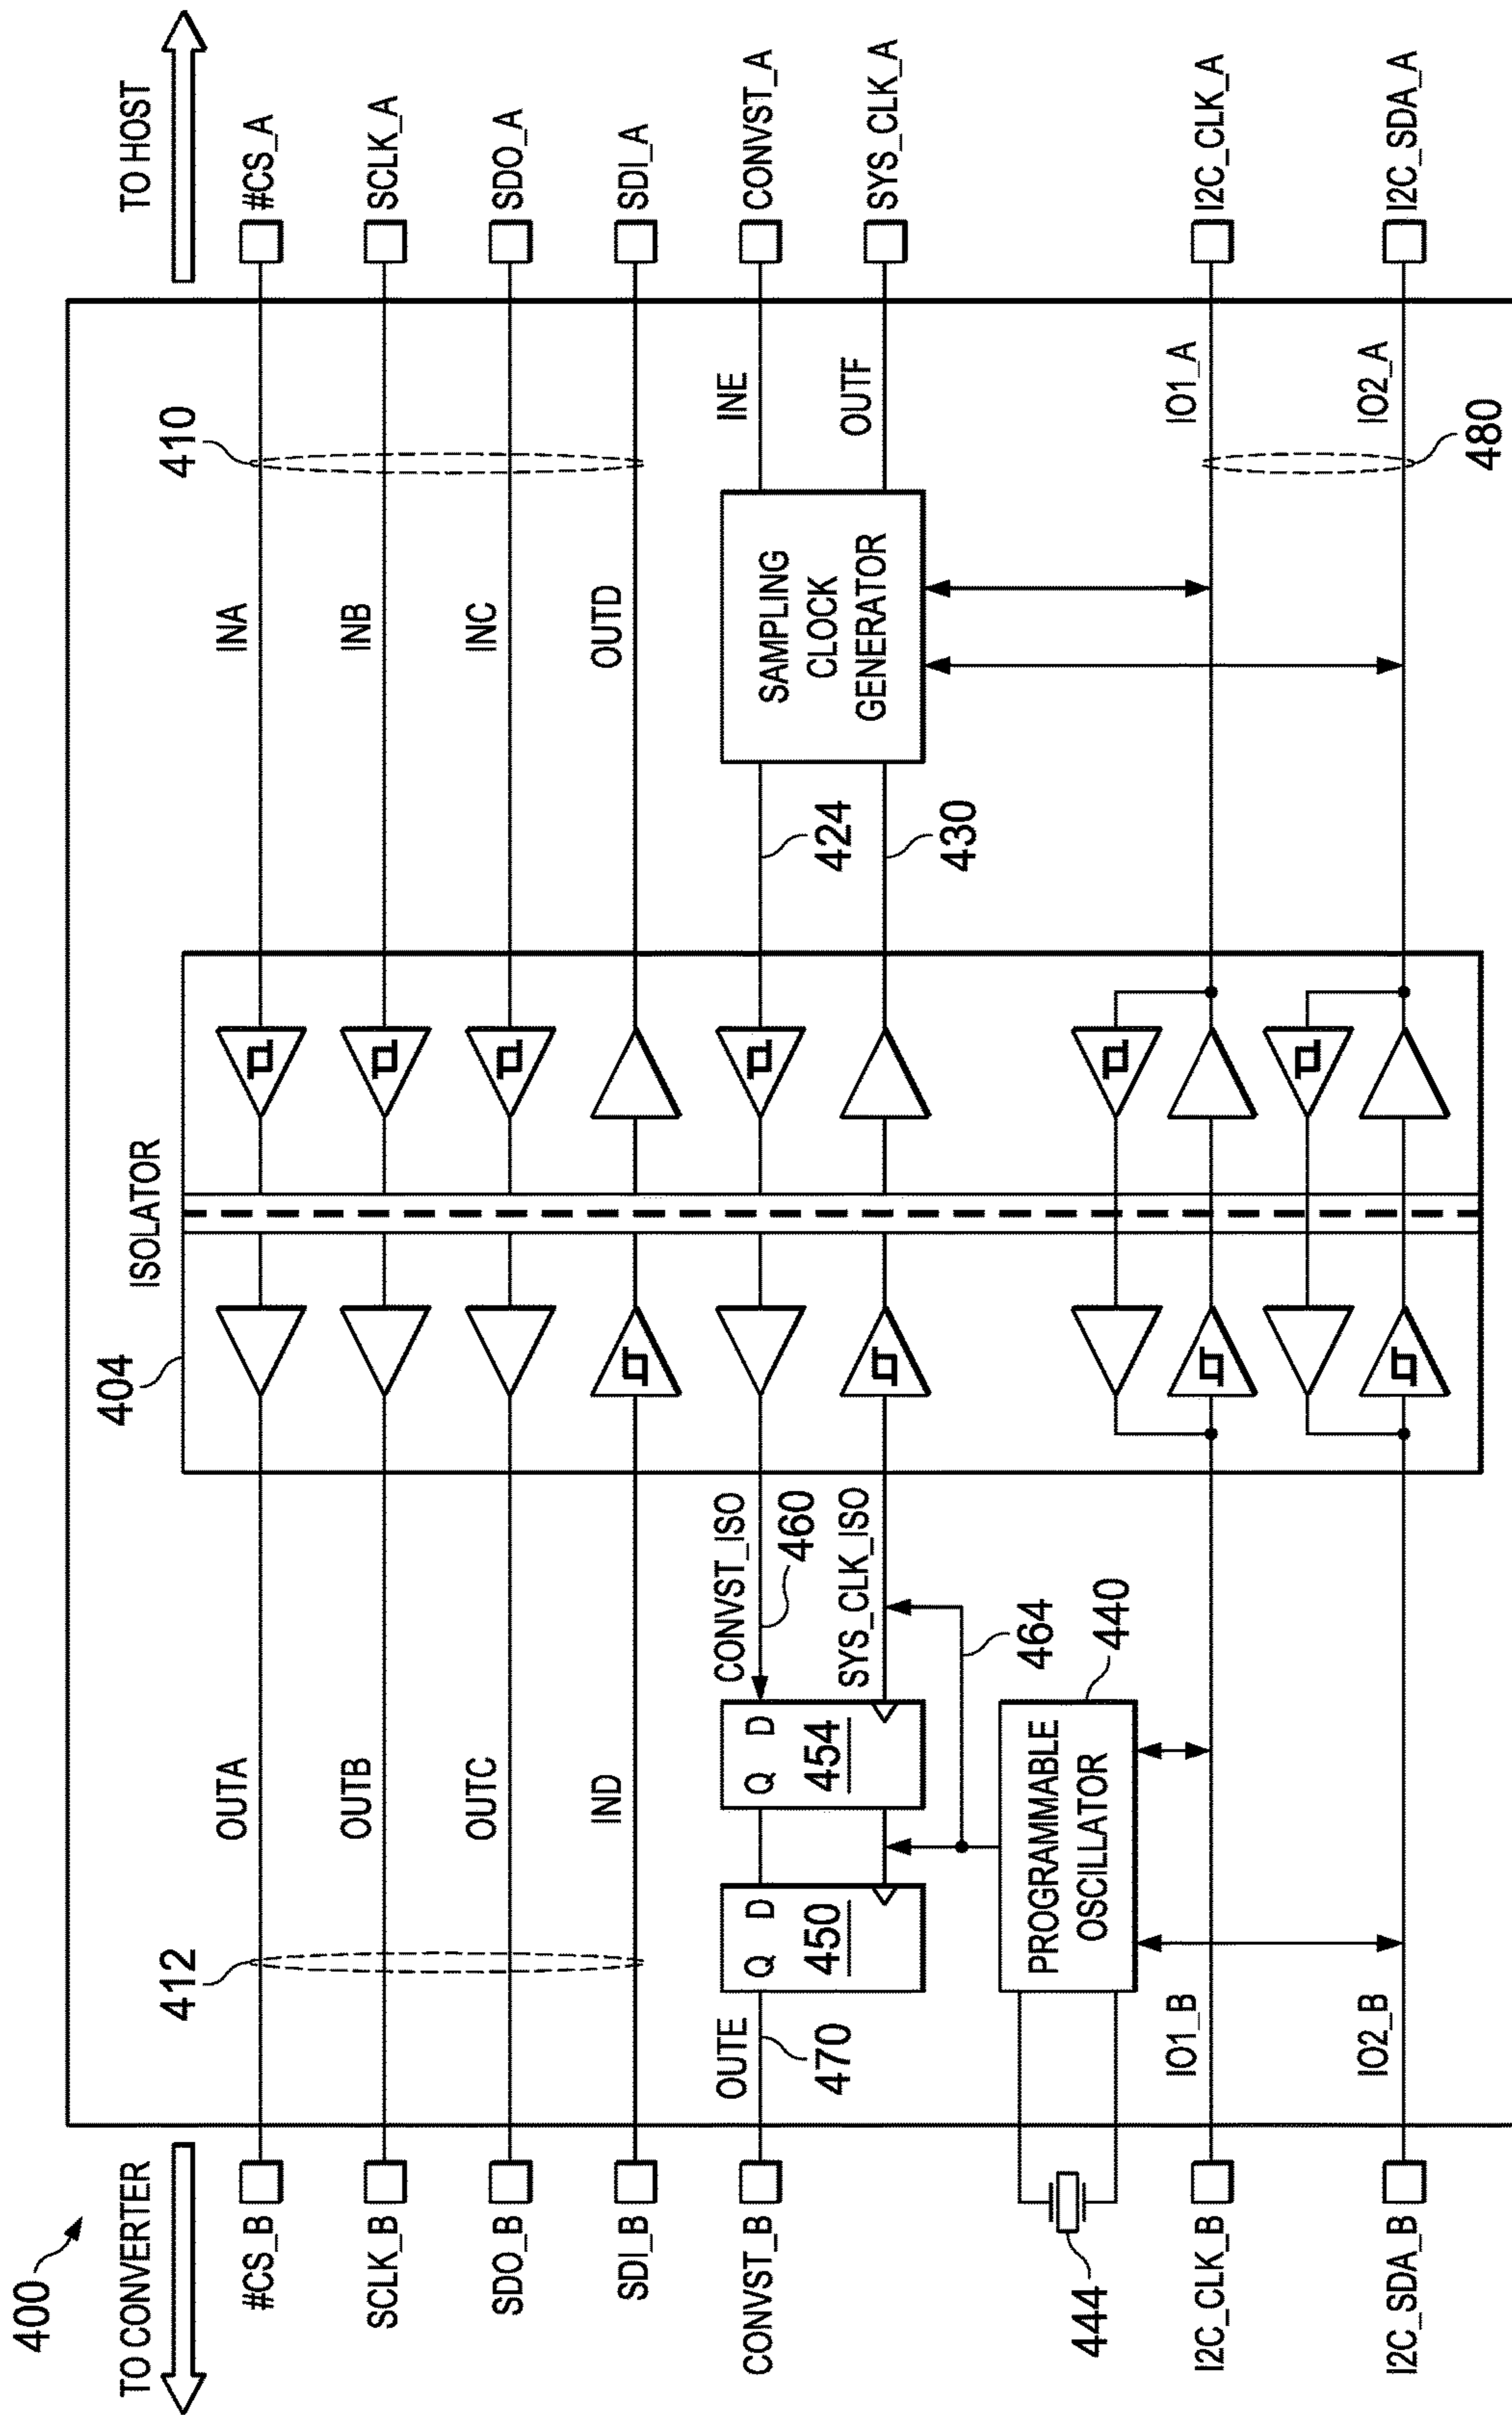 400
TO CONVERTER
TO HOST
#CS_B
OUTA
INA
#CS_A
SCLK_B
OUTB
INB
SCLK_A
SDO_B
OUTC
INC
SDO_A
SDI_B
IND
OUTD
SDI_A
412
410
404
ISOLATOR
CONVST_B
OUTE
470
Q D
450
Q D
454
CONVST_ISO
460
SYS_CLK_ISO
464
424
430
SAMPLING
CLOCK
GENERATOR
INE
CONVST_A
OUTF
SYS_CLK_A
444
PROGRAMMABLE
OSCILLATOR
440
I2C_CLK_B
IO1_B
IO1_A
I2C_CLK_A
I2C_SDA_B
IO2_B
IO2_A
I2C_SDA_A
480